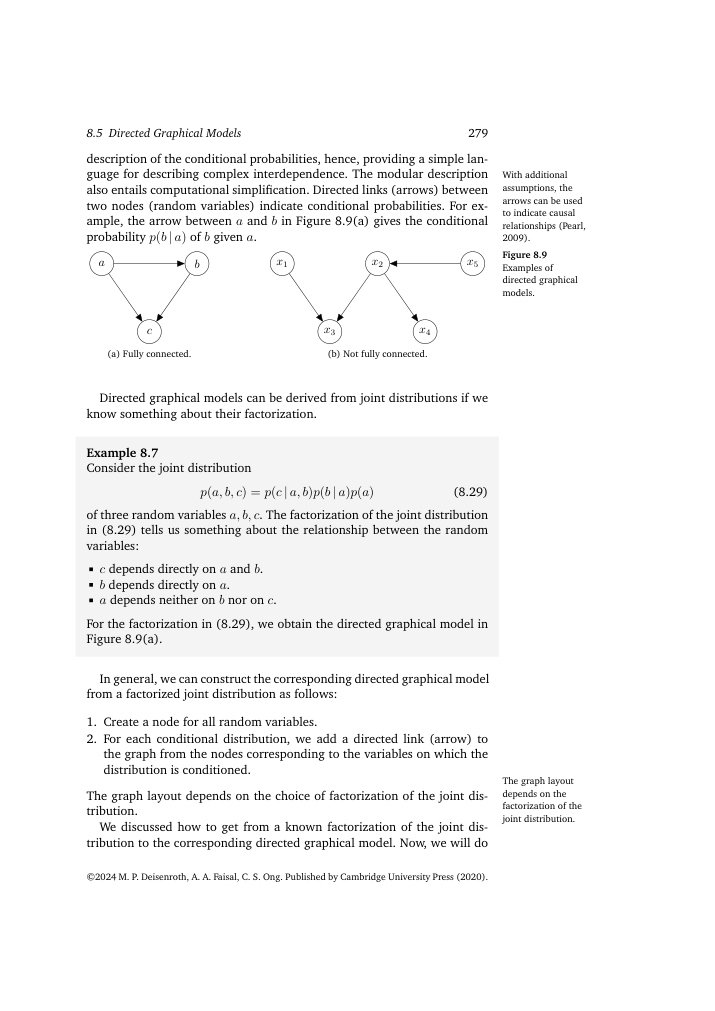 8.5 Directed Graphical Models 279
description of the conditional probabilities, hence, providing a simple lan-
guage for describing complex interdependence. The modular description
also entails computational simplification. Directed links (arrows) between
two nodes (random variables) indicate conditional probabilities. For ex-
ample, the arrow between a and b in Figure 8.9(a) gives the conditional
probability p(b | a) of b given a.
With additional
assumptions, the
arrows can be used
to indicate causal
relationships (Pearl,
2009).
Figure 8.9
Examples of
directed graphical
models.
a b x₁ x₂ x₅
c x₃ x₄
(a) Fully connected. (b) Not fully connected.
Directed graphical models can be derived from joint distributions if we
know something about their factorization.
Example 8.7
Consider the joint distribution
p(a, b, c) = p(c | a, b)p(b | a)p(a) (8.29)
of three random variables a, b, c. The factorization of the joint distribution
in (8.29) tells us something about the relationship between the random
variables:
▪ c depends directly on a and b.
▪ b depends directly on a.
▪ a depends neither on b nor on c.
For the factorization in (8.29), we obtain the directed graphical model in
Figure 8.9(a).
In general, we can construct the corresponding directed graphical model
from a factorized joint distribution as follows:
1. Create a node for all random variables.
2. For each conditional distribution, we add a directed link (arrow) to
the graph from the nodes corresponding to the variables on which the
distribution is conditioned.
The graph layout depends on the choice of factorization of the joint dis-
tribution.
The graph layout
depends on the
factorization of the
joint distribution.
We discussed how to get from a known factorization of the joint dis-
tribution to the corresponding directed graphical model. Now, we will do
©2024 M. P. Deisenroth, A. A. Faisal, C. S. Ong. Published by Cambridge University Press (2020).